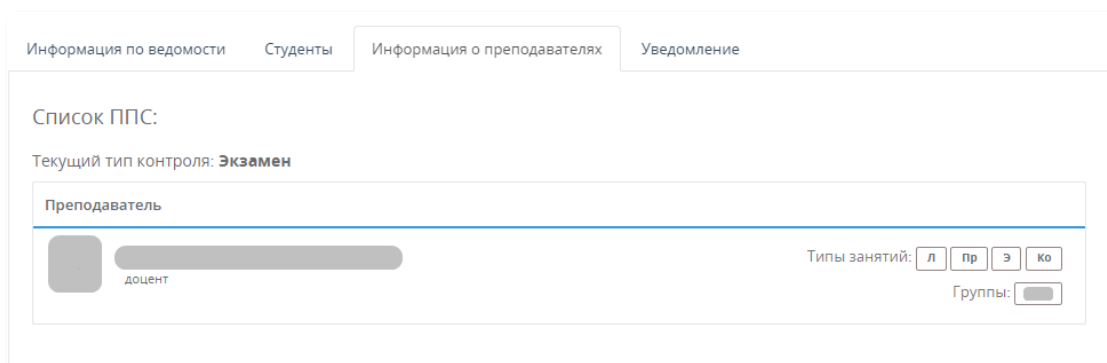 Информация по ведомости Студенты Информация о преподавателях Уведомление
Список ППС:
Текущий тип контроля: Экзамен
Преподаватель
Типы занятий: Л Пр Э Ко
доцент
Группы: